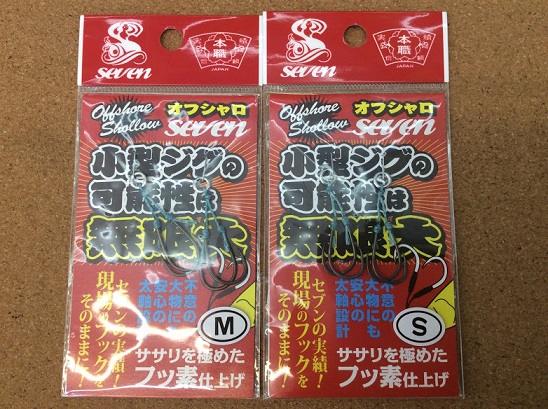 seven
本職
JAPAN
Offshore
Shollow
オフシャロ
seven
小型ジグの
可能性は
無限大
不意の
大物にも
安心の
太軸設計
セブンの実績!
現場のフックを
そのままに!
M
ササリを極めた
フッ素仕上げ
seven
本職
JAPAN
Offshore
Shollow
オフシャロ
seven
小型ジグの
可能性は
無限大
不意の
大物にも
安心の
太軸設計
セブンの実績!
現場のフックを
そのままに!
S
ササリを極めた
フッ素仕上げ